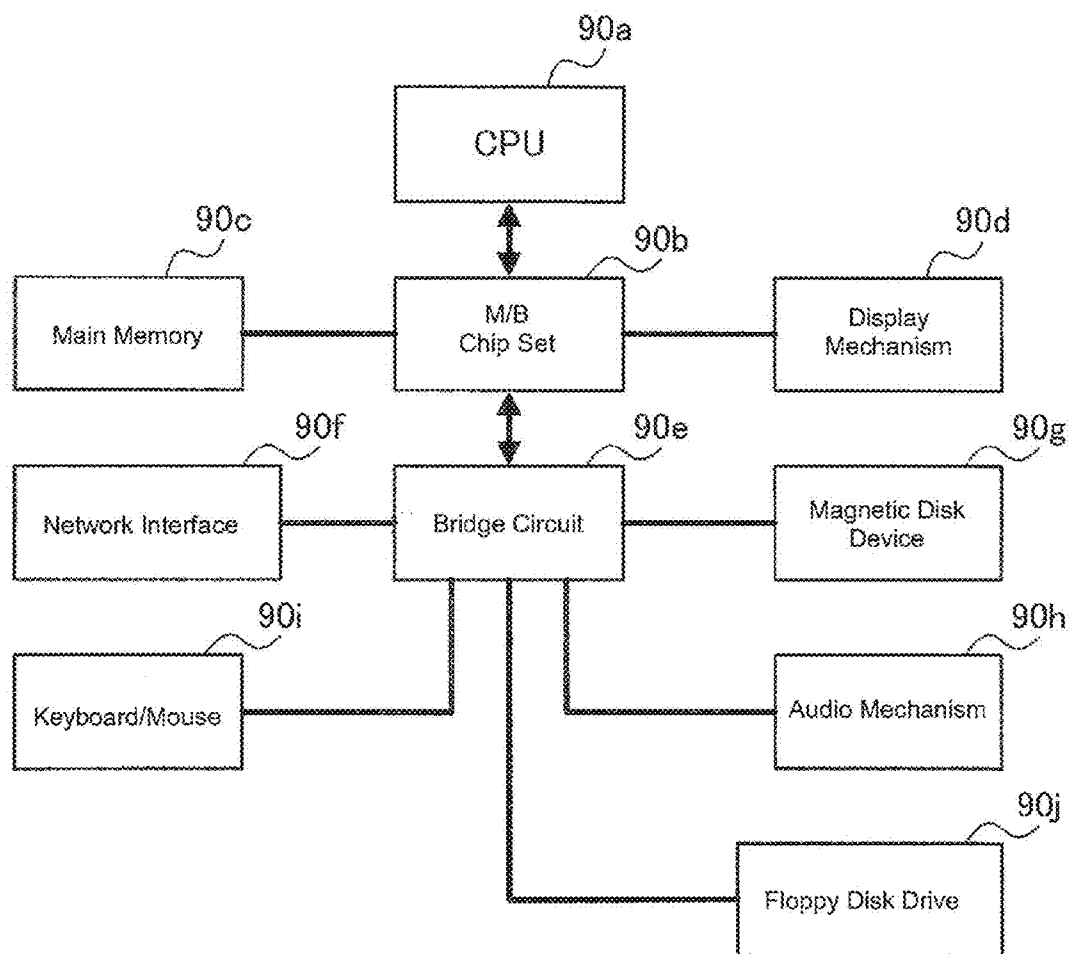 90a
CPU
90c
90b
90d
Main Memory
M/B
Chip Set
Display
Mechanism
90f
90e
90g
Network Interface
Bridge Circuit
Magnetic Disk
Device
90i
90h
Keyboard/Mouse
Audio Mechanism
90j
Floppy Disk Drive